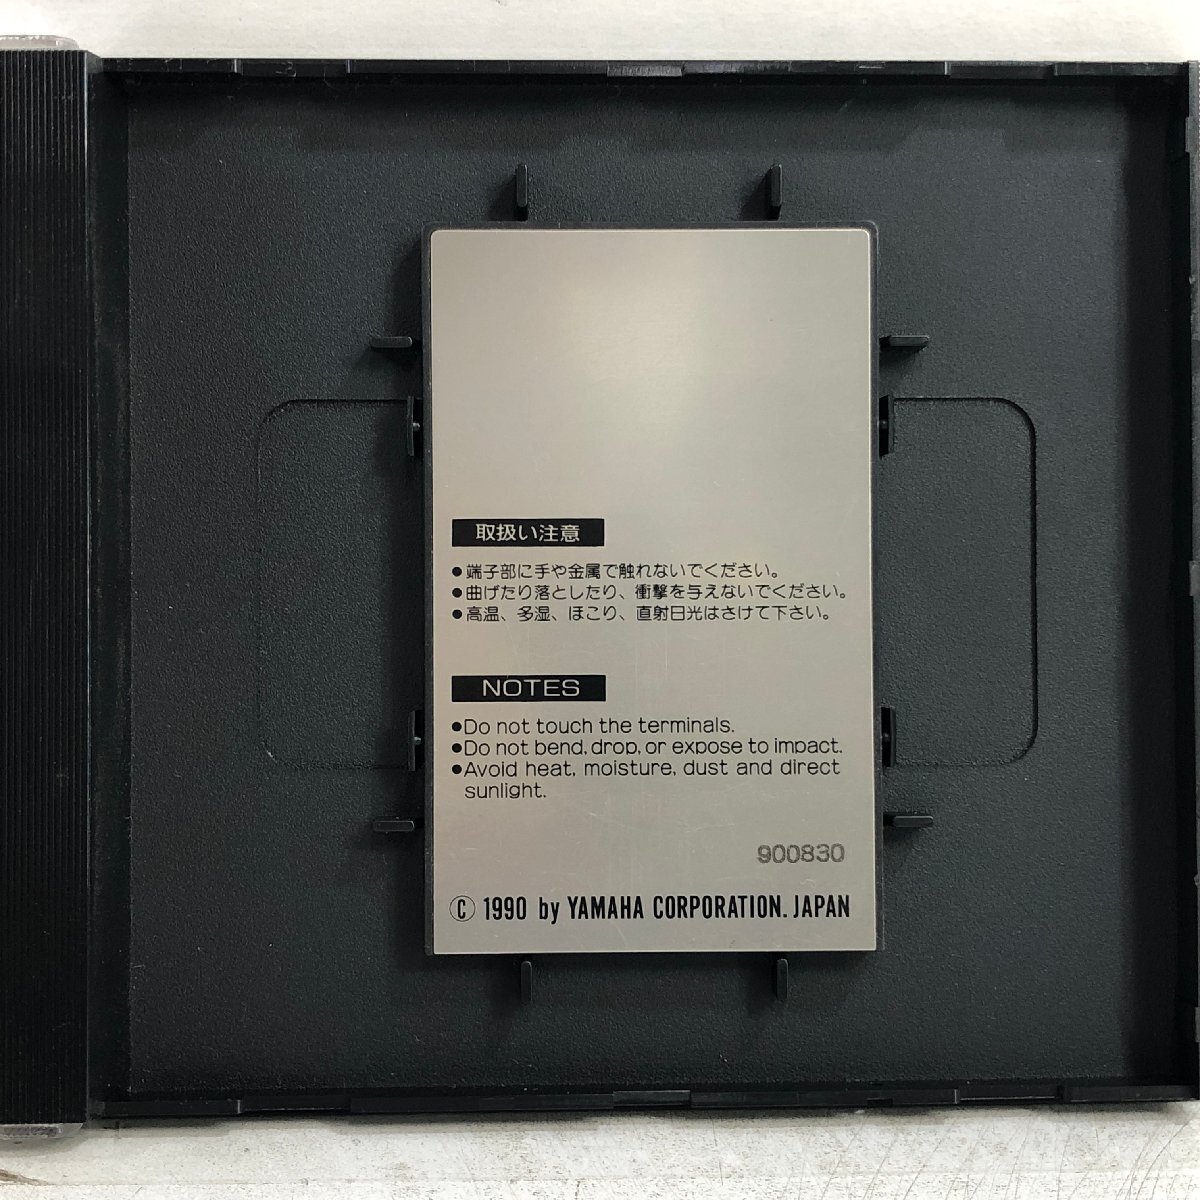 取扱い注意
●端子部に手や金属で触れないでください。
●曲げたり落としたり、衝撃を与えないでください。
●高温、多湿、ほこり、直射日光はさけて下さい。
NOTES
●Do not touch the terminals.
●Do not bend, drop, or expose to impact.
●Avoid heat, moisture, dust and direct
sunlight.
900830
Ⓒ 1990 by YAMAHA CORPORATION. JAPAN